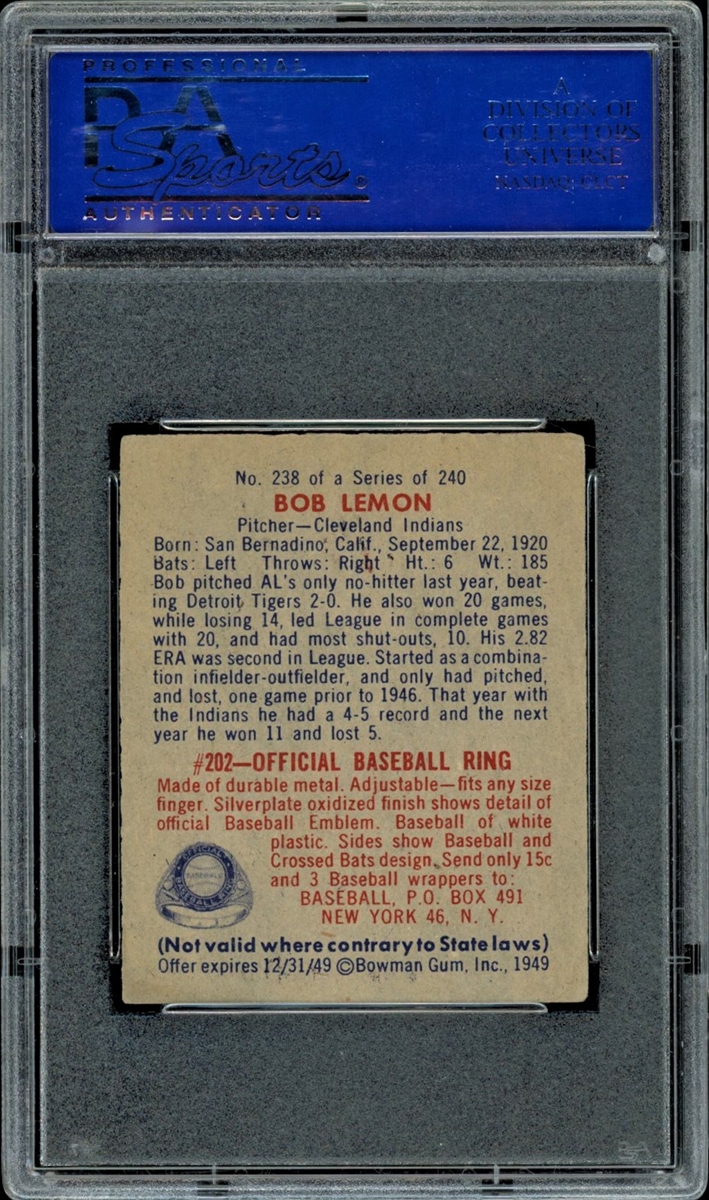 PROFESSIONAL
PSA
Sports
AUTHENTICATOR
A
DIVISION OF
COLLECTORS
UNIVERSE
NASDAQ: CLCT
No. 238 of a Series of 240
BOB LEMON
Pitcher—Cleveland Indians
Born: San Bernadino, Calif., September 22, 1920
Bats: Left Throws: Right Ht.: 6 Wt.: 185
Bob pitched AL's only no-hitter last year, beat-
ing Detroit Tigers 2-0. He also won 20 games,
while losing 14, led League in complete games
with 20, and had most shut-outs, 10. His 2.82
ERA was second in League. Started as a combina-
tion infielder-outfielder, and only had pitched,
and lost, one game prior to 1946. That year with
the Indians he had a 4-5 record and the next
year he won 11 and lost 5.
#202—OFFICIAL BASEBALL RING
Made of durable metal. Adjustable—fits any size
finger. Silverplate oxidized finish shows detail of
official Baseball Emblem. Baseball of white
plastic. Sides show Baseball and
Crossed Bats design. Send only 15c
and 3 Baseball wrappers to:
BASEBALL, P.O. BOX 491
NEW YORK 46, N. Y.
OFFICIAL
BASEBALL
BASEBALL RING
(Not valid where contrary to State laws)
Offer expires 12/31/49 ©Bowman Gum, Inc., 1949